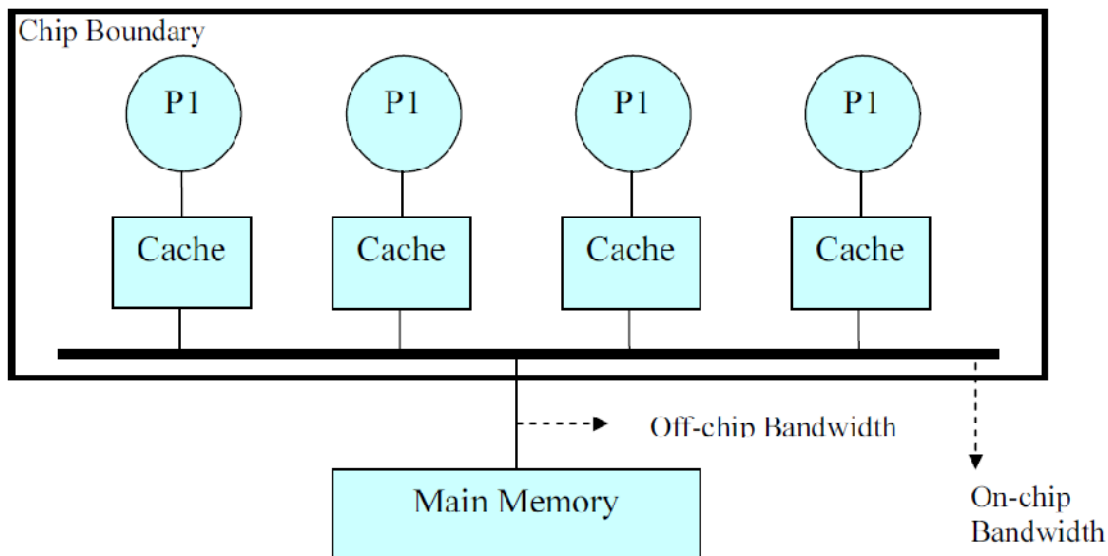 Chip Boundary
P1
P1
P1
P1
Cache
Cache
Cache
Cache
Off-chip Bandwidth
Main Memory
On-chip
Bandwidth